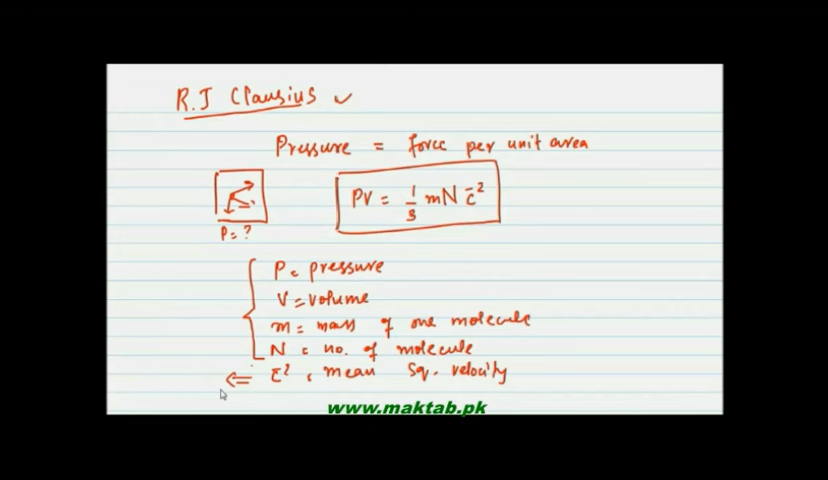 R.J Clausius ✓
Pressure = force per unit area
PV = 1/3 mN c̄²
P = ?
P = pressure
V = volume
m = mass of one molecule
N = no. of molecule
⇐ c̄² = mean sq. velocity
www.maktab.pk